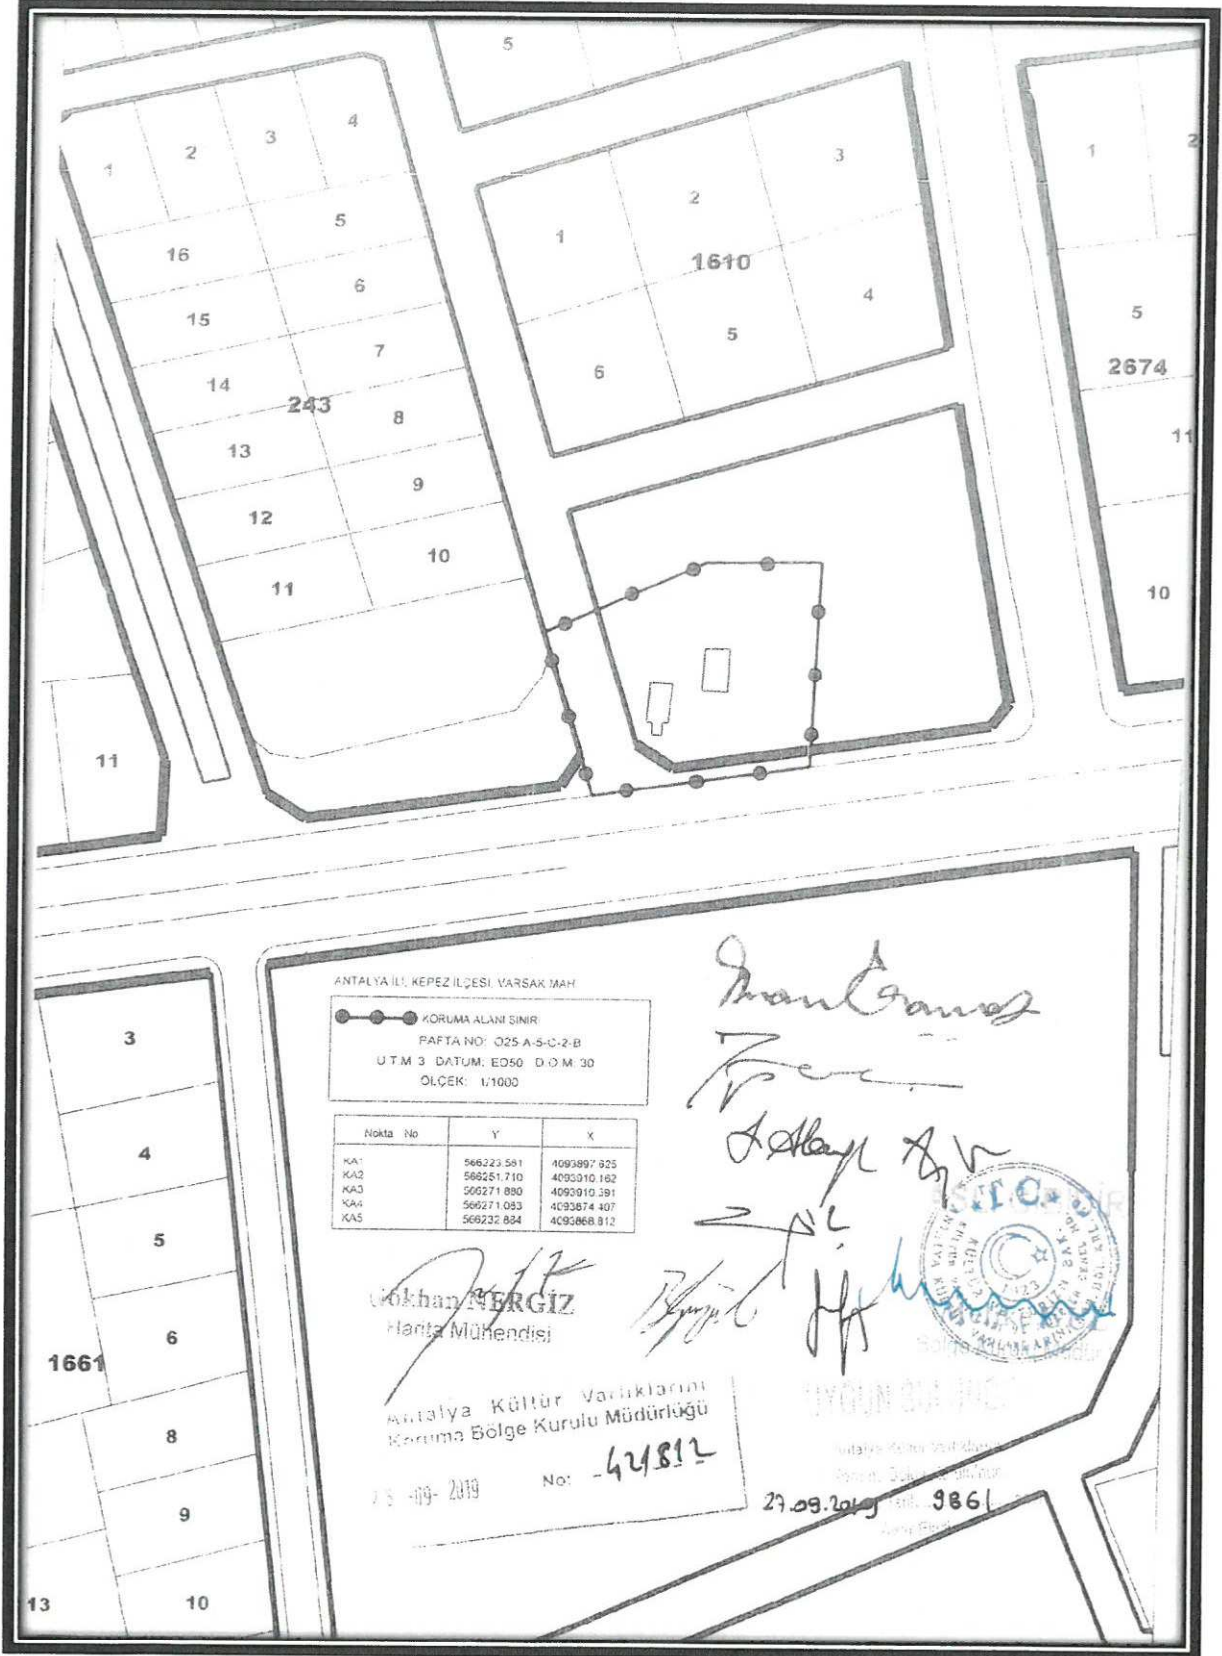 5
1
2
3
4
5
16
6
15
7
14
243
8
13
9
12
10
11
1
2
3
1610
4
5
6
1
2
5
2674
11
10
11
ANTALYA İLİ, KEPEZ İLÇESİ, VARSAK MAH
KORUMA ALANI SINIR
PAFTA NO: O25-A-5-C-2-B
U.T.M 3 DATUM: ED50 D.O.M: 30
ÖLÇEK: 1/1000
Nokta No Y X
KA1 566223.581 4093897.625
KA2 566251.710 4093910.162
KA3 566271.880 4093910.391
KA4 566271.083 4093874.407
KA5 566232.884 4093868.812
Gökhan NERGİZ
Harita Mühendisi
T.C.
Antalya Kültür Varlıklarını
Koruma Bölge Kurulu Müdürlüğü
-09- 2019 No: -421812
27.09.2019 9861
3
4
5
6
1661
8
9
13
10